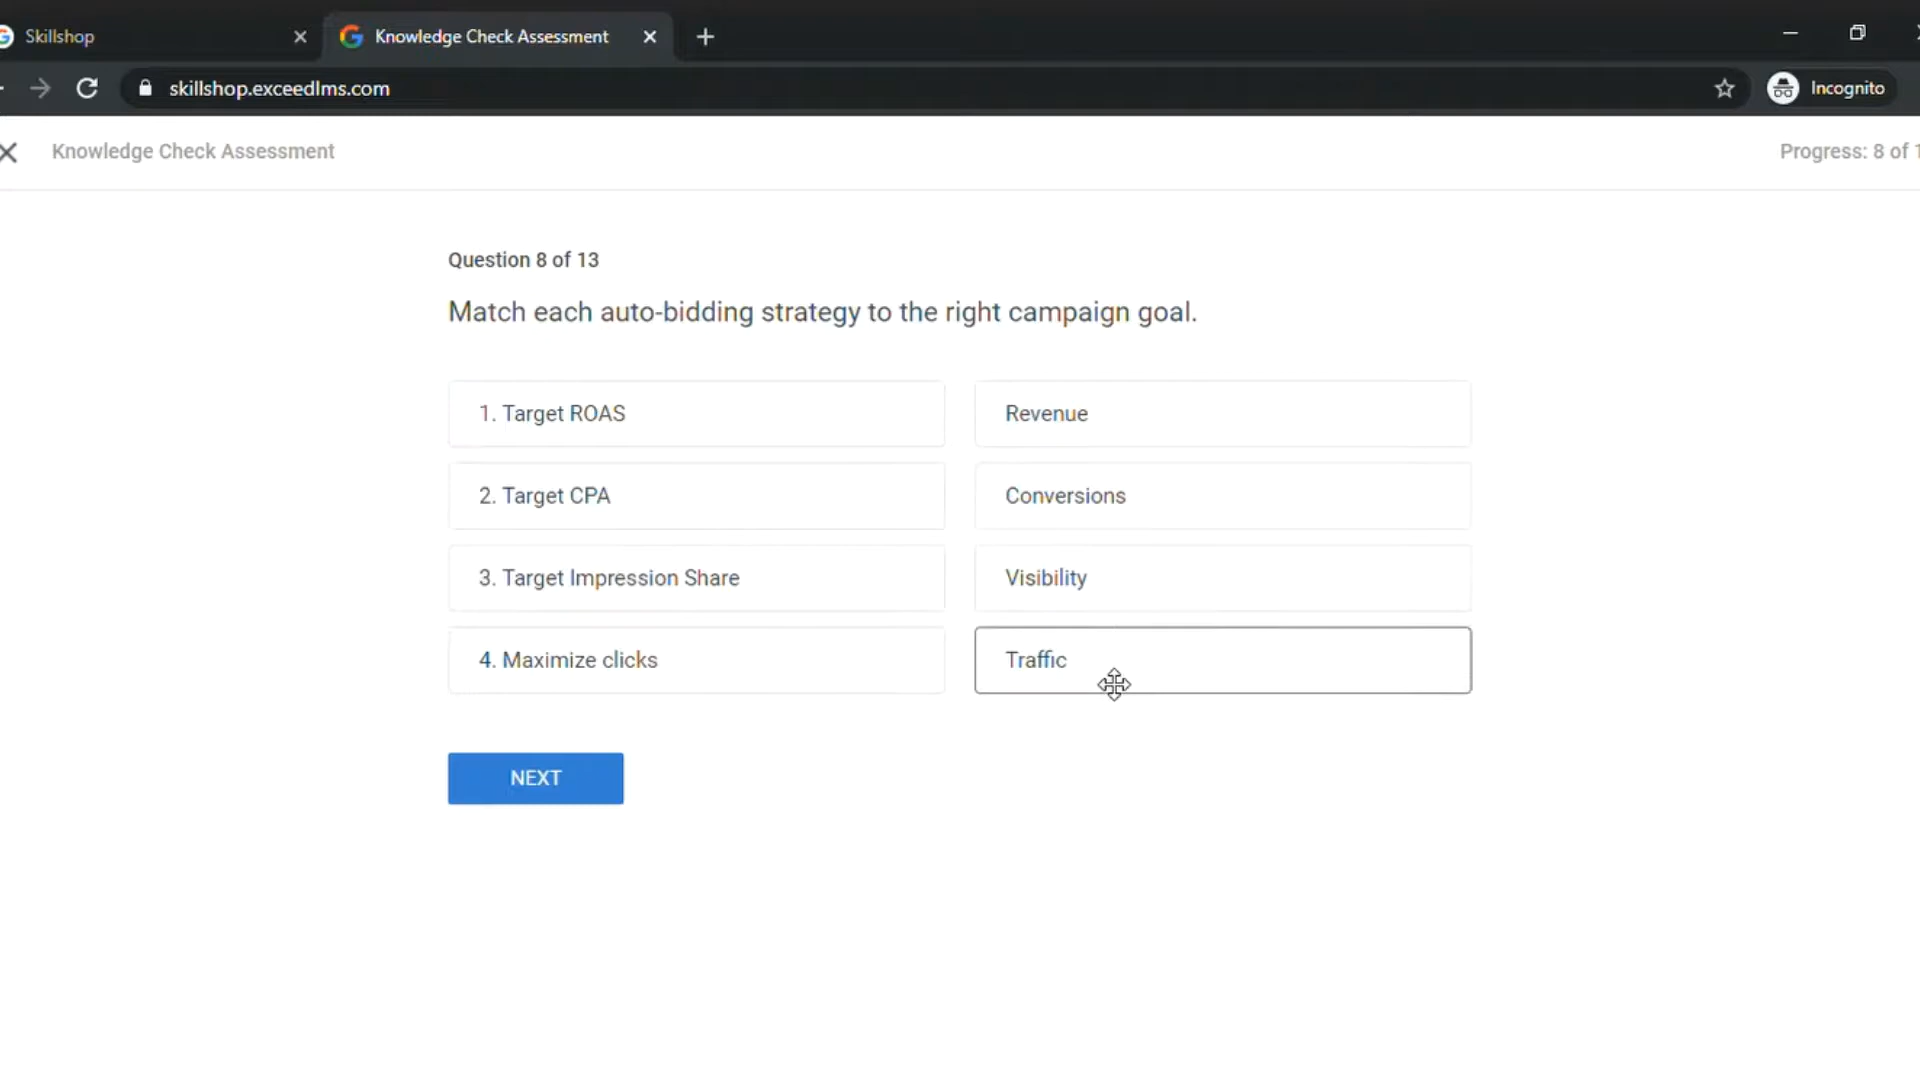 Skillshop
Knowledge Check Assessment
skillshop.exceedlms.com
Incognito
Knowledge Check Assessment
Progress: 8 of 1
Question 8 of 13
Match each auto-bidding strategy to the right campaign goal.
1. Target ROAS
Revenue
2. Target CPA
Conversions
3. Target Impression Share
Visibility
4. Maximize clicks
Traffic
NEXT